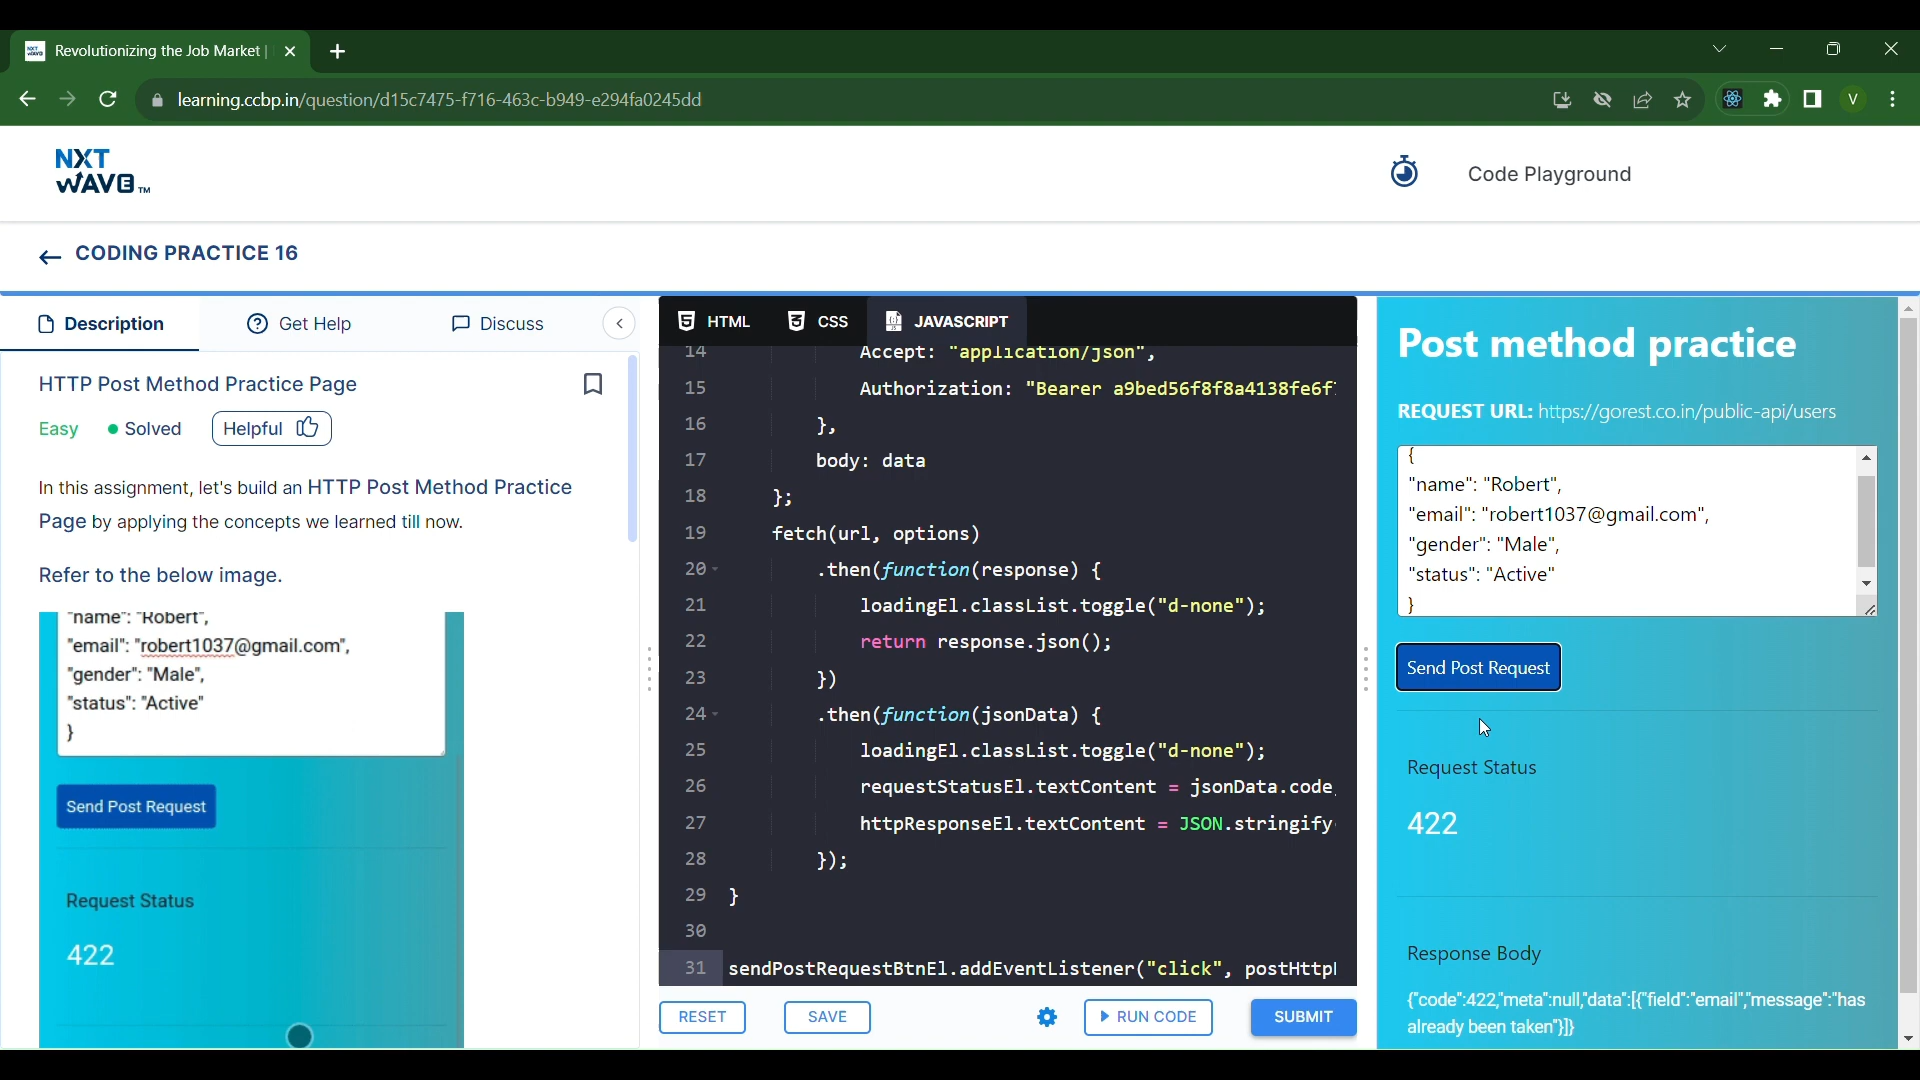 Revolutionizing the Job Market |
learning.ccbp.in/question/d15c7475-f716-463c-b949-e294fa0245dd
V
NXT
WAVE TM
Code Playground
CODING PRACTICE 16
Description
Get Help
Discuss
HTTP Post Method Practice Page
Easy
Solved
Helpful
In this assignment, let's build an HTTP Post Method Practice
Page by applying the concepts we learned till now.
Refer to the below image.
"name": "Robert",
"email": "robert1037@gmail.com",
"gender": "Male",
"status": "Active"
}
Send Post Request
Request Status
422
HTML
CSS
JAVASCRIPT
14 Accept: "application/json",
15 Authorization: "Bearer a9bed56f8f8a4138fe6f
16 },
17 body: data
18 };
19 fetch(url, options)
20 .then(function(response) {
21 loadingEl.classList.toggle("d-none");
22 return response.json();
23 })
24 .then(function(jsonData) {
25 loadingEl.classList.toggle("d-none");
26 requestStatusEl.textContent = jsonData.code
27 httpResponseEl.textContent = JSON.stringify
28 });
29 }
30
31 sendPostRequestBtnEl.addEventListener("click", postHttp
RESET
SAVE
RUN CODE
SUBMIT
Post method practice
REQUEST URL: https://gorest.co.in/public-api/users
{
"name": "Robert",
"email": "robert1037@gmail.com",
"gender": "Male",
"status": "Active"
}
Send Post Request
Request Status
422
Response Body
{"code":422,"meta":null,"data":[{"field":"email","message":"has
already been taken"}]}